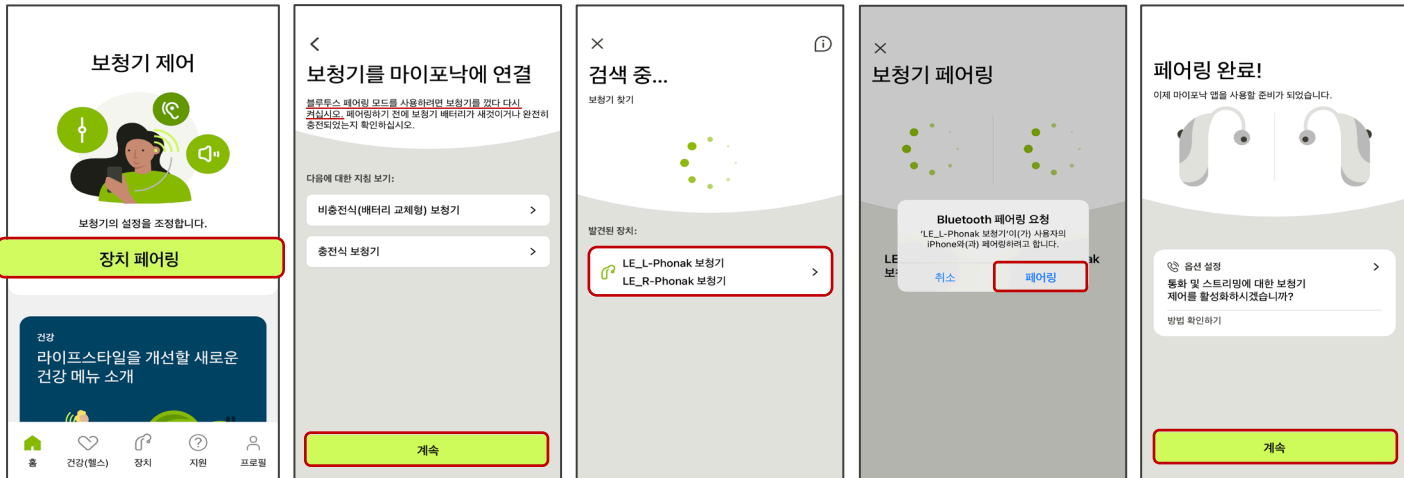 보청기 제어
보청기의 설정을 조정합니다.
장치 페어링
건강
라이프스타일을 개선할 새로운
건강 메뉴 소개
홈
건강(헬스)
장치
지원
프로필
보청기를 마이포낙에 연결
블루투스 페어링 모드를 사용하려면 보청기를 껐다 다시
켜십시오. 페어링하기 전에 보청기 배터리가 새것이거나 완전히
충전되었는지 확인하십시오.
다음에 대한 지침 보기:
비충전식(배터리 교체형) 보청기
충전식 보청기
계속
검색 중...
보청기 찾기
발견된 장치:
LE_L-Phonak 보청기
LE_R-Phonak 보청기
보청기 페어링
Bluetooth 페어링 요청
'LE_L-Phonak 보청기'이(가) 사용자의
iPhone와(과) 페어링하려고 합니다.
취소
페어링
LE
보
ak
페어링 완료!
이제 마이포낙 앱을 사용할 준비가 되었습니다.
옵션 설정
통화 및 스트리밍에 대한 보청기
제어를 활성화하시겠습니까?
방법 확인하기
계속